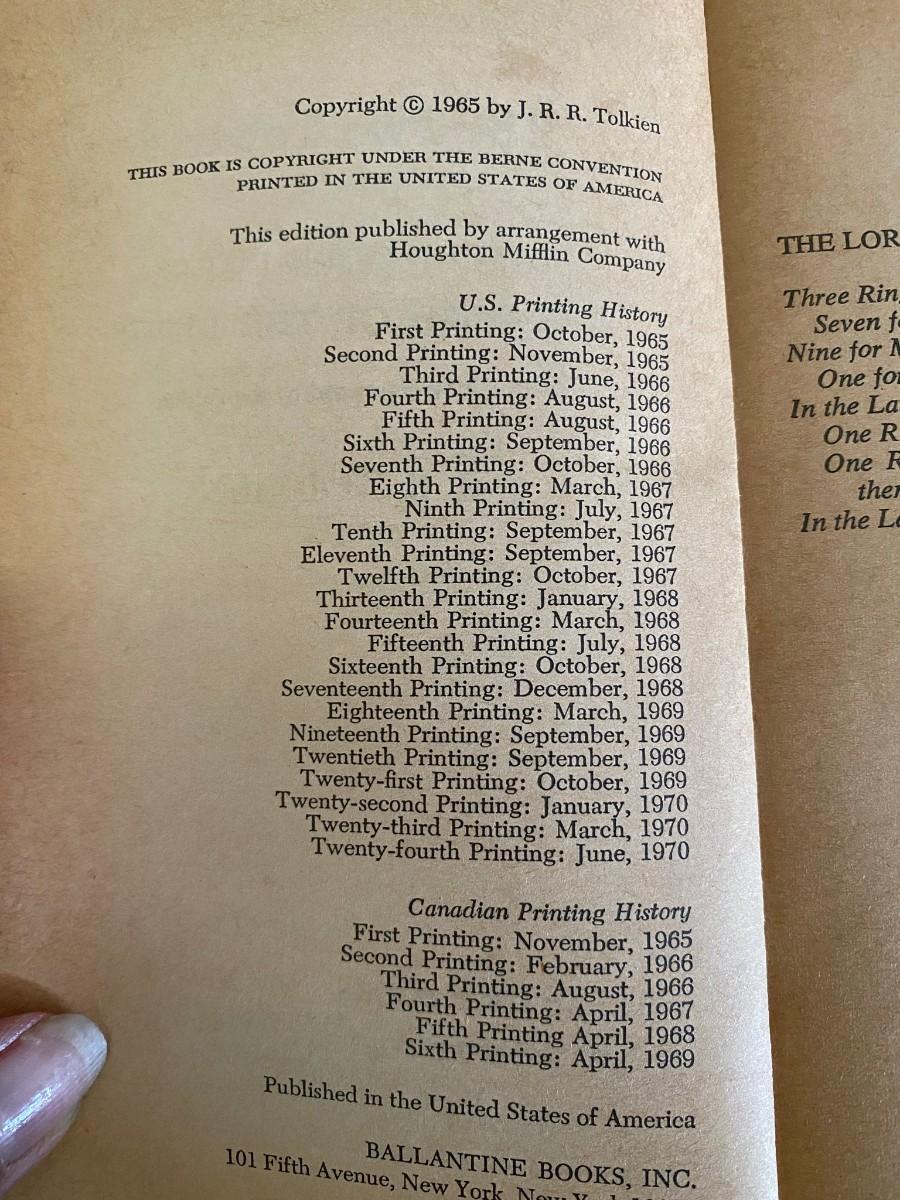 Copyright © 1965 by J. R. R. Tolkien
THIS BOOK IS COPYRIGHT UNDER THE BERNE CONVENTION
PRINTED IN THE UNITED STATES OF AMERICA
This edition published by arrangement with
Houghton Mifflin Company
U.S. Printing History
First Printing: October, 1965
Second Printing: November, 1965
Third Printing: June, 1966
Fourth Printing: August, 1966
Fifth Printing: August, 1966
Sixth Printing: September, 1966
Seventh Printing: October, 1966
Eighth Printing: March, 1967
Ninth Printing: July, 1967
Tenth Printing: September, 1967
Eleventh Printing: September, 1967
Twelfth Printing: October, 1967
Thirteenth Printing: January, 1968
Fourteenth Printing: March, 1968
Fifteenth Printing: July, 1968
Sixteenth Printing: October, 1968
Seventeenth Printing: December, 1968
Eighteenth Printing: March, 1969
Nineteenth Printing: September, 1969
Twentieth Printing: September, 1969
Twenty-first Printing: October, 1969
Twenty-second Printing: January, 1970
Twenty-third Printing: March, 1970
Twenty-fourth Printing: June, 1970
Canadian Printing History
First Printing: November, 1965
Second Printing: February, 1966
Third Printing: August, 1966
Fourth Printing: April, 1967
Fifth Printing April, 1968
Sixth Printing: April, 1969
Published in the United States of America
BALLANTINE BOOKS, INC.
101 Fifth Avenue, New York, New York
THE LOR
Three Rin
Seven f
Nine for
One for
In the La
One R
One R
ther
In the L